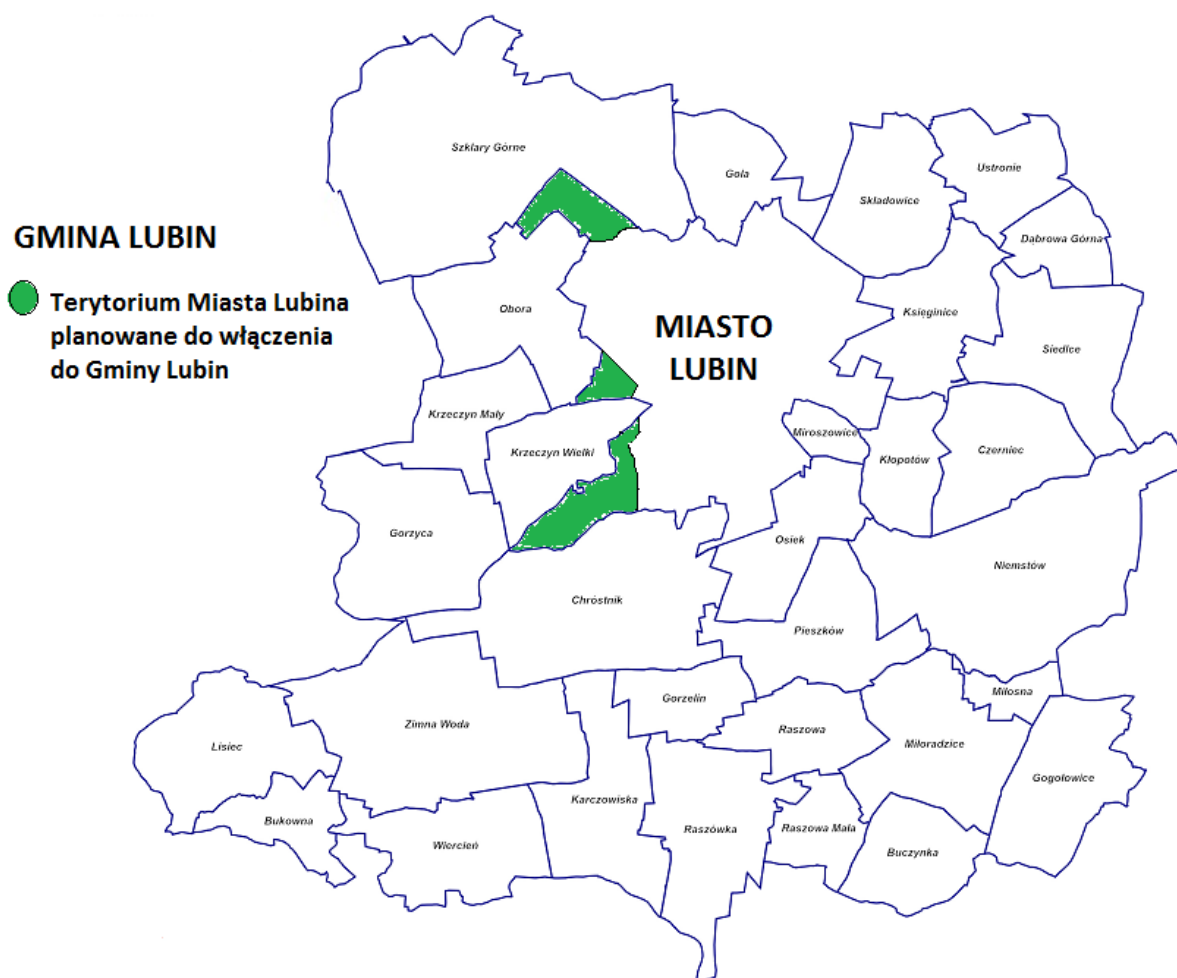 Szklary Górne
Gola
Składowice
Ustronie
Dąbrowa Górna
GMINA LUBIN
Terytorium Miasta Lubina
planowane do włączenia
do Gminy Lubin
Obora
MIASTO
LUBIN
Księginice
Siedlce
Krzeczyn Mały
Krzeczyn Wielki
Miroszowice
Kłopotów
Czerniec
Gorzyca
Osiek
Niemstów
Chróstnik
Pieszków
Gorzelin
Miłosna
Lisiec
Zimna Woda
Raszowa
Miłoradzice
Gogołowice
Karczowiska
Bukowna
Raszówka
Raszowa Mała
Wiercień
Buczynka